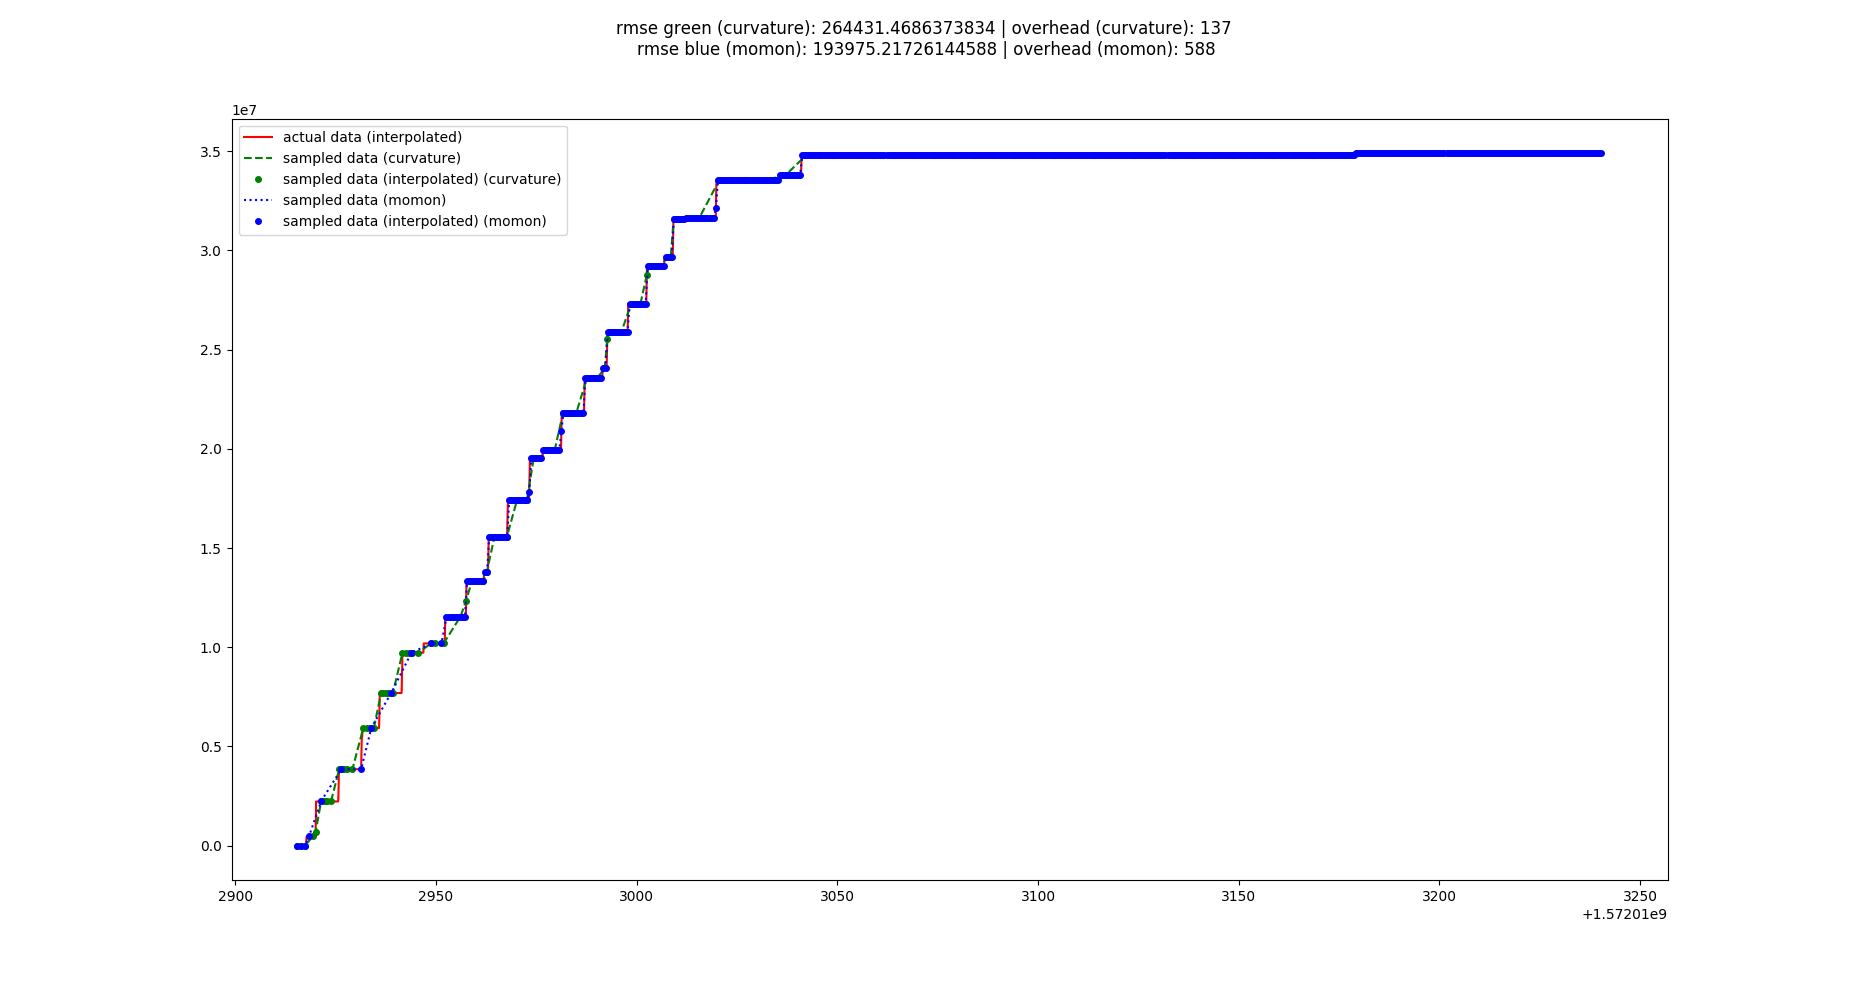 rmse green (curvature): 264431.4686373834 | overhead (curvature): 137
rmse blue (momon): 193975.21726144588 | overhead (momon): 588
1e7
actual data (interpolated)
sampled data (curvature)
sampled data (interpolated) (curvature)
sampled data (momon)
sampled data (interpolated) (momon)
3.5
3.0
2.5
2.0
1.5
1.0
0.5
0.0
2900 2950 3000 3050 3100 3150 3200 3250
+1.57201e9